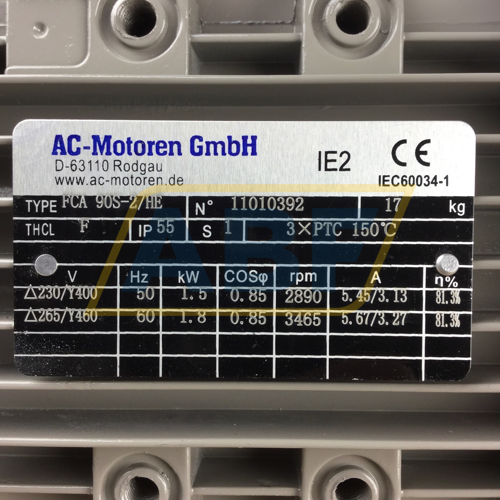 AC-Motoren GmbH
D-63110 Rodgau
www.ac-motoren.de
IE2
CE
IEC60034-1
TYPE FCA 90S-2/HE N° 11010392 17 kg
THCL F IP 55 S 1 3×PTC 150℃
V Hz kW COSφ rpm A η%
△230/Y400 50 1.5 0.85 2890 5.45/3.13 81.3%
△265/Y460 60 1.8 0.85 3465 5.67/3.27 81.3%
ABF